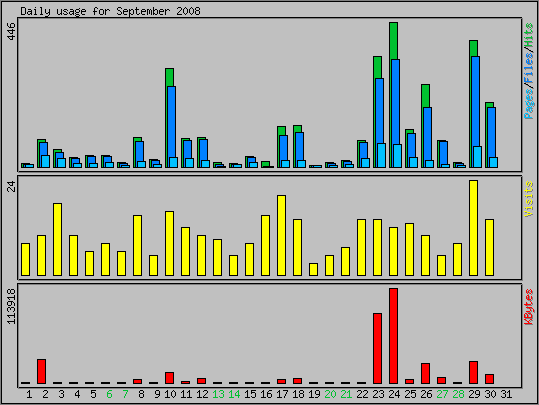 Daily usage for September 2008
446
Pages/Files/Hits
24
Visits
113918
KBytes
1 2 3 4 5 6 7 8 9 10 11 12 13 14 15 16 17 18 19 20 21 22 23 24 25 26 27 28 29 30 31